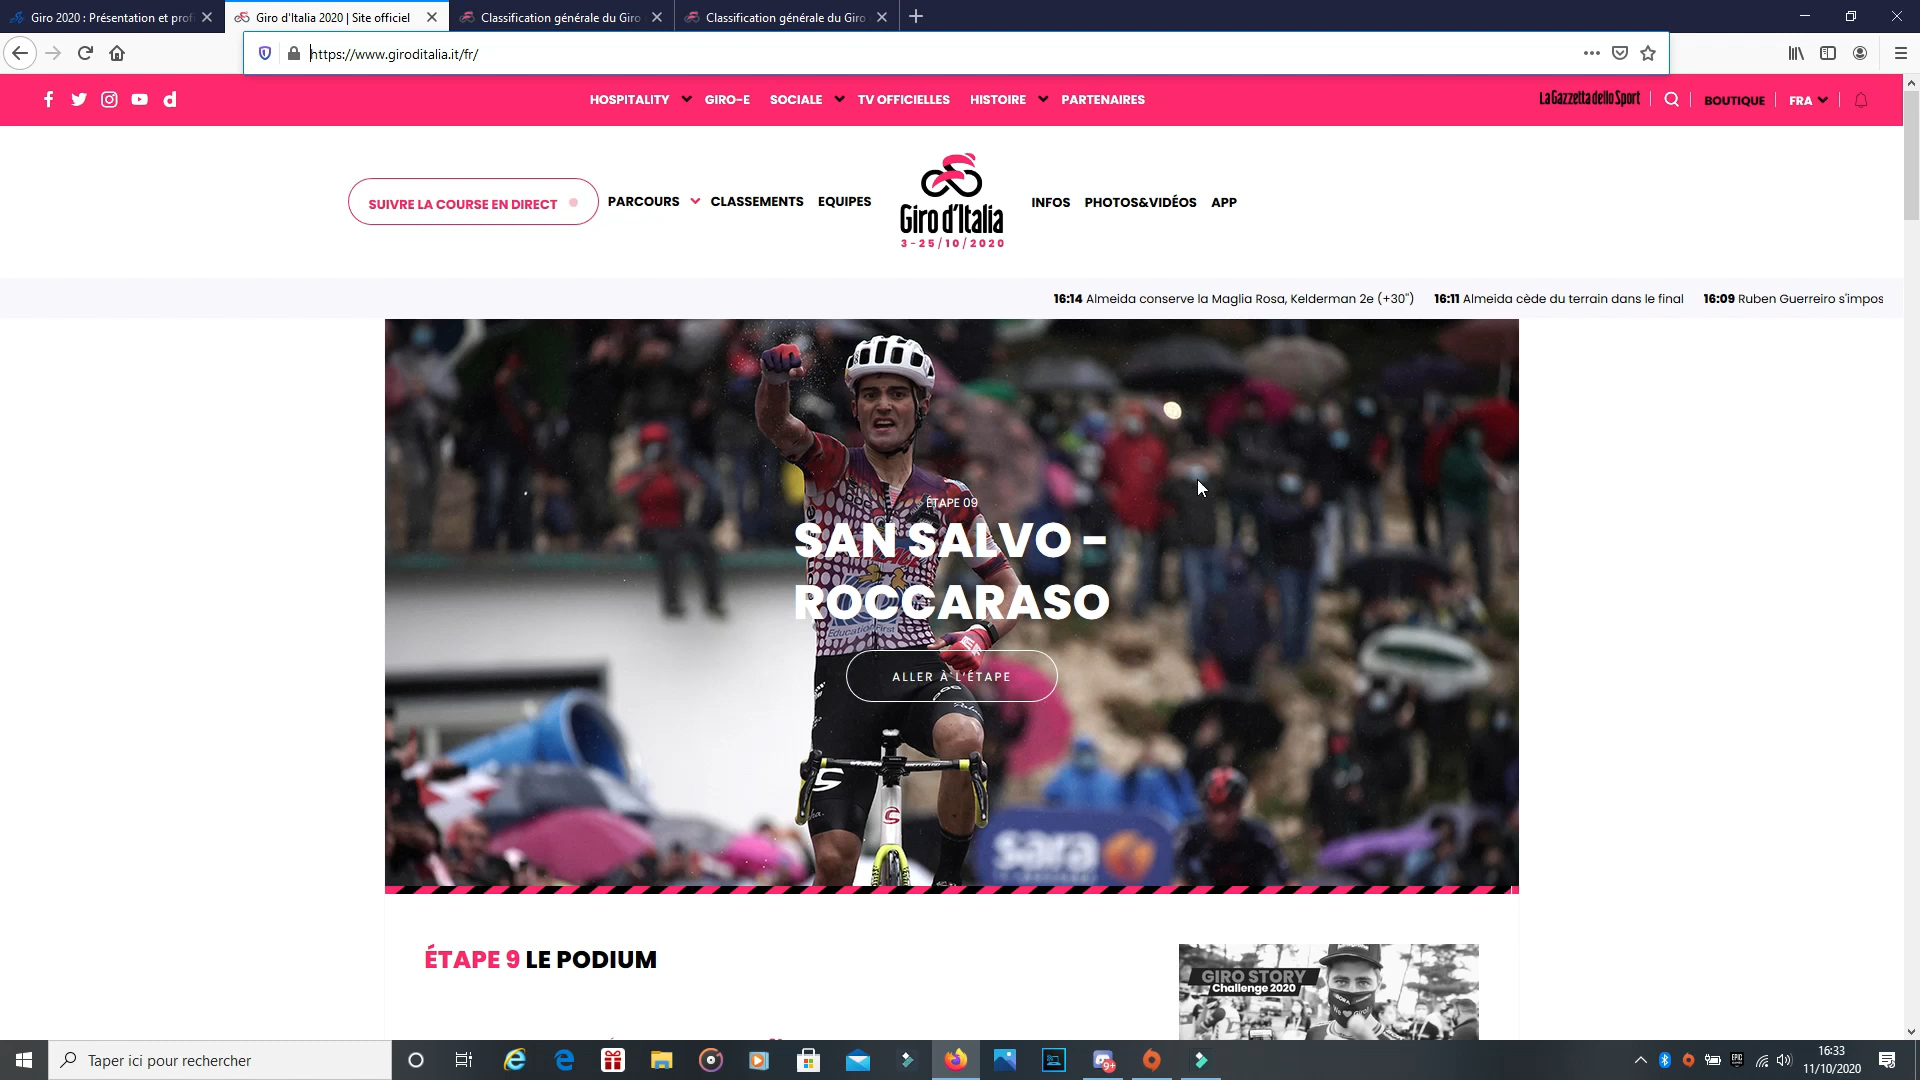 Giro 2020 : Présentation et profi
Giro d'Italia 2020 | Site officiel
Classification générale du Giro
Classification générale du Giro
https://www.giroditalia.it/fr/
HOSPITALITY
GIRO-E
SOCIALE
TV OFFICIELLES
HISTOIRE
PARTENAIRES
La Gazzetta dello Sport
BOUTIQUE
FRA
SUIVRE LA COURSE EN DIRECT
PARCOURS
CLASSEMENTS
EQUIPES
Giro d'Italia
3-25/10/2020
INFOS
PHOTOS&VIDÉOS
APP
16:14 Almeida conserve la Maglia Rosa, Kelderman 2e (+30")
16:11 Almeida cède du terrain dans le final
16:09 Ruben Guerreiro s'impos
ÉTAPE 09
SAN SALVO -
ROCCARASO
EducationFirst
ALLER À L'ÉTAPE
sara
ÉTAPE 9 LE PODIUM
GIRO STORY
Challenge 2020
Taper ici pour rechercher
9+
EPIC
16:33
11/10/2020